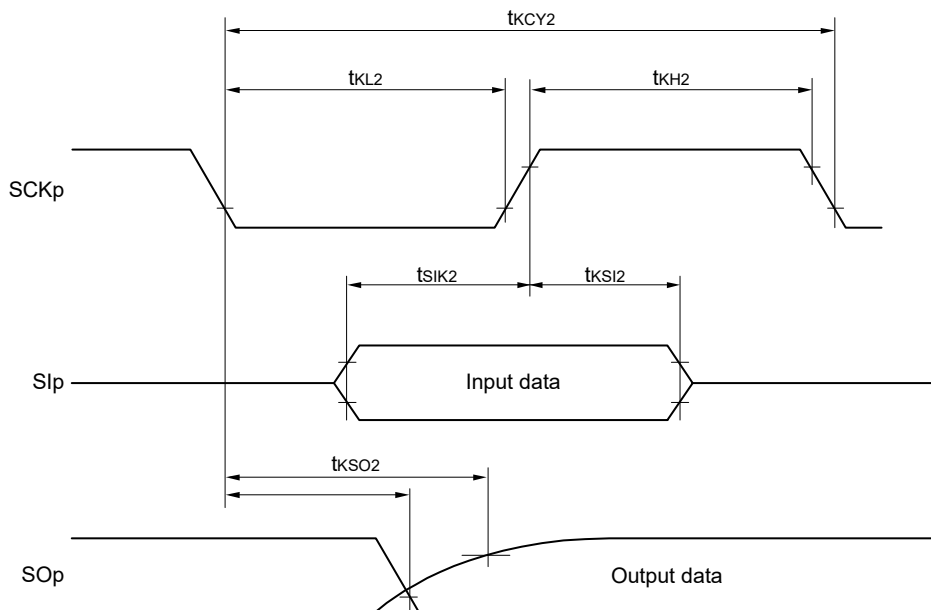 tKCY2
tKL2
tKH2
SCKp
tSIK2
tKSI2
SIp
Input data
tKSO2
SOp
Output data